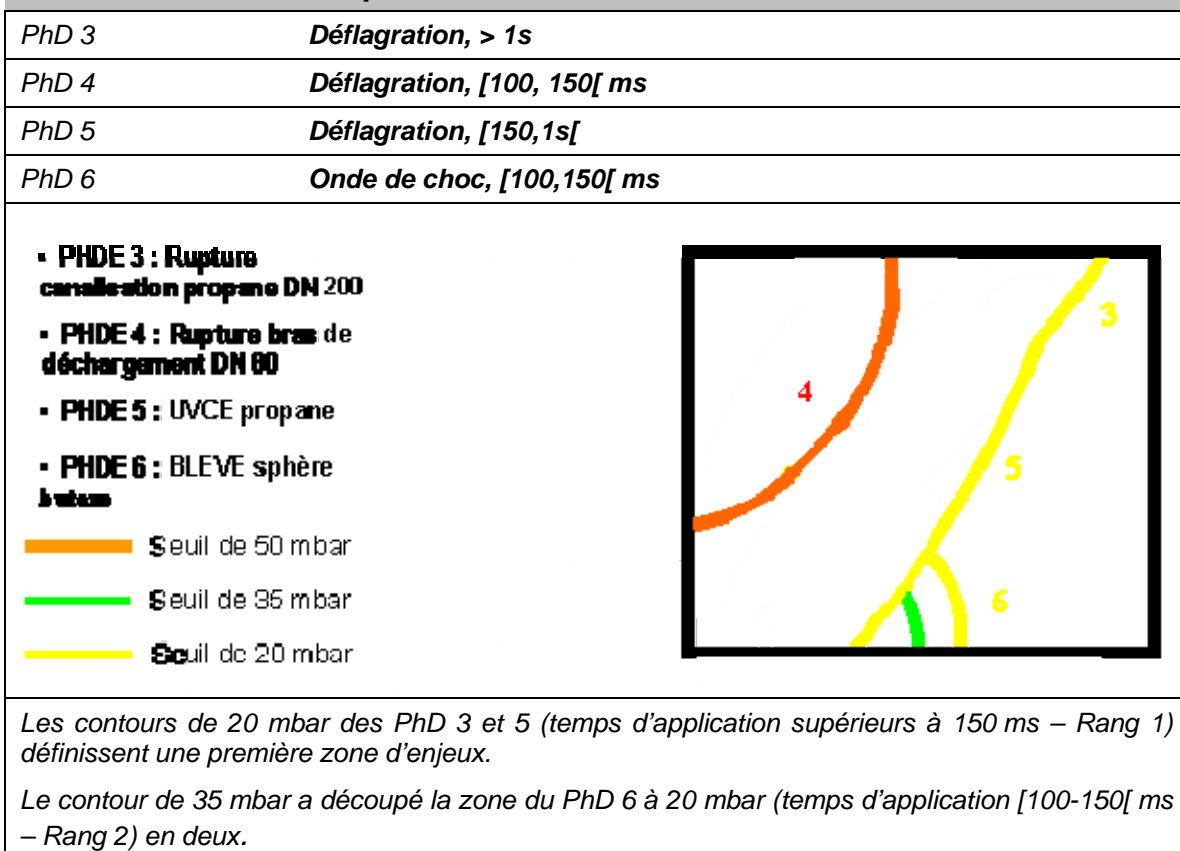 PhD 3 Déflagration, > 1s
PhD 4 Déflagration, [100, 150[ ms
PhD 5 Déflagration, [150,1s[
PhD 6 Onde de choc, [100,150[ ms
▪ PHDE 3 : Rupture
canalisation propane DN 200
▪ PHDE 4 : Rupture bras de
déchargement DN 80
▪ PHDE 5 : UVCE propane
▪ PHDE 6 : BLEVE sphère
Seuil de 50 mbar
Seuil de 35 mbar
Seuil de 20 mbar
3
4
5
6
Les contours de 20 mbar des PhD 3 et 5 (temps d’application supérieurs à 150 ms – Rang 1)
définissent une première zone d’enjeux.
Le contour de 35 mbar a découpé la zone du PhD 6 à 20 mbar (temps d’application [100-150[ ms
– Rang 2) en deux.